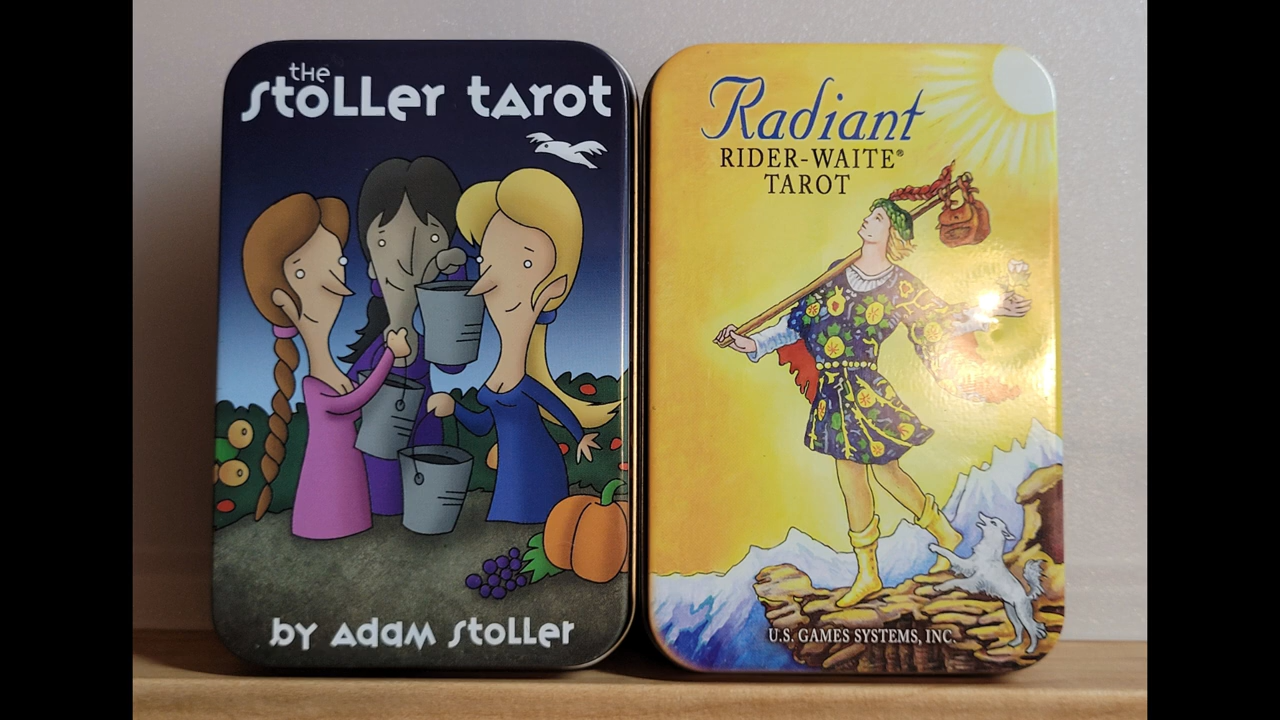 the
stoller tarot
by Adam Stoller
Radiant
RIDER-WAITE®
TAROT
U.S. GAMES SYSTEMS, INC.